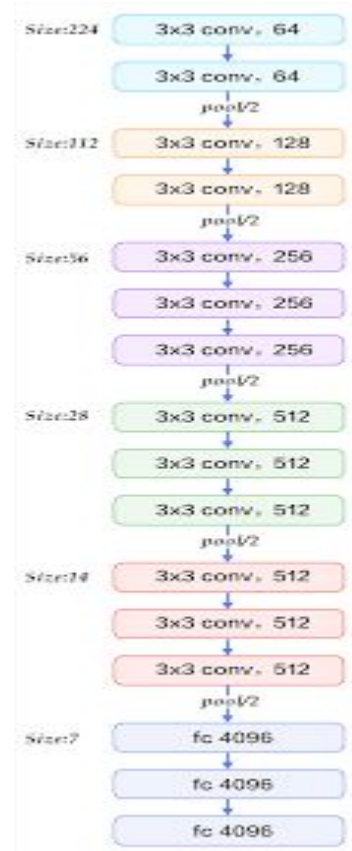 Size:224 3x3 conv, 64
3x3 conv, 64
pool/2
Size:112 3x3 conv, 128
3x3 conv, 128
pool/2
Size:56 3x3 conv, 256
3x3 conv, 256
3x3 conv, 256
pool/2
Size:28 3x3 conv, 512
3x3 conv, 512
3x3 conv, 512
pool/2
Size:14 3x3 conv, 512
3x3 conv, 512
3x3 conv, 512
pool/2
Size:7 fc 4096
fc 4096
fc 4096